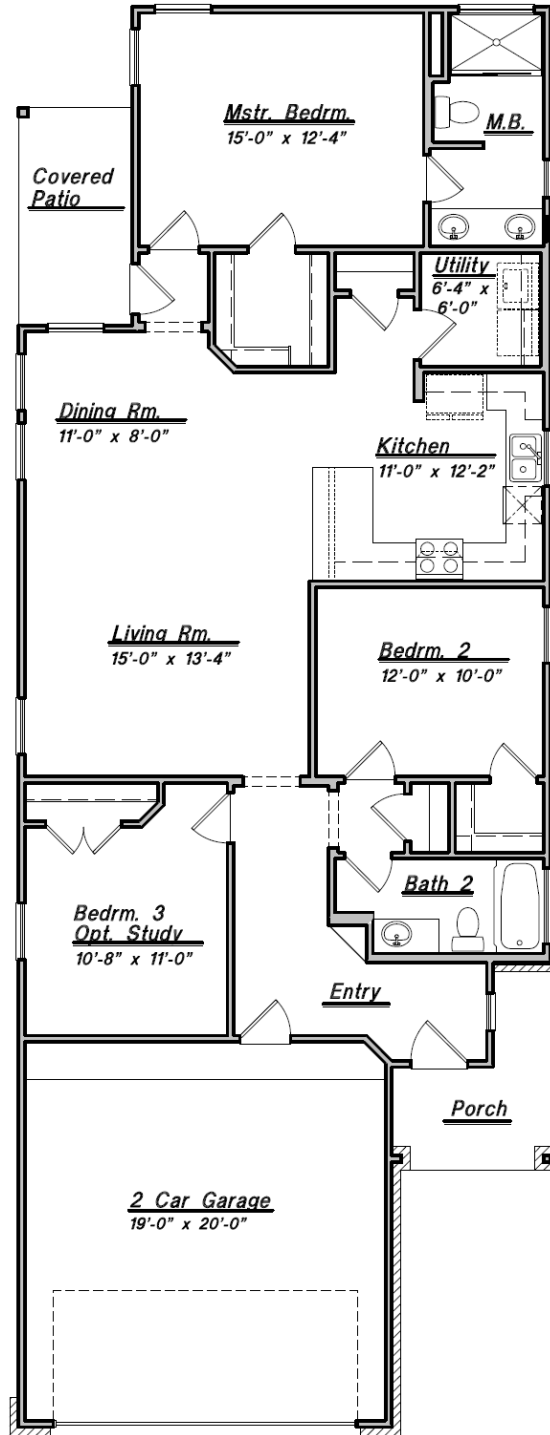 Mstr. Bedrm.
15'-0" x 12'-4"
M.B.
Covered
Patio
Utility
6'-4" x
6'-0"
Dining Rm.
11'-0" x 8'-0"
Kitchen
11'-0" x 12'-2"
Living Rm.
15'-0" x 13'-4"
Bedrm. 2
12'-0" x 10'-0"
Bath 2
Bedrm. 3
Opt. Study
10'-8" x 11'-0"
Entry
Porch
2 Car Garage
19'-0" x 20'-0"